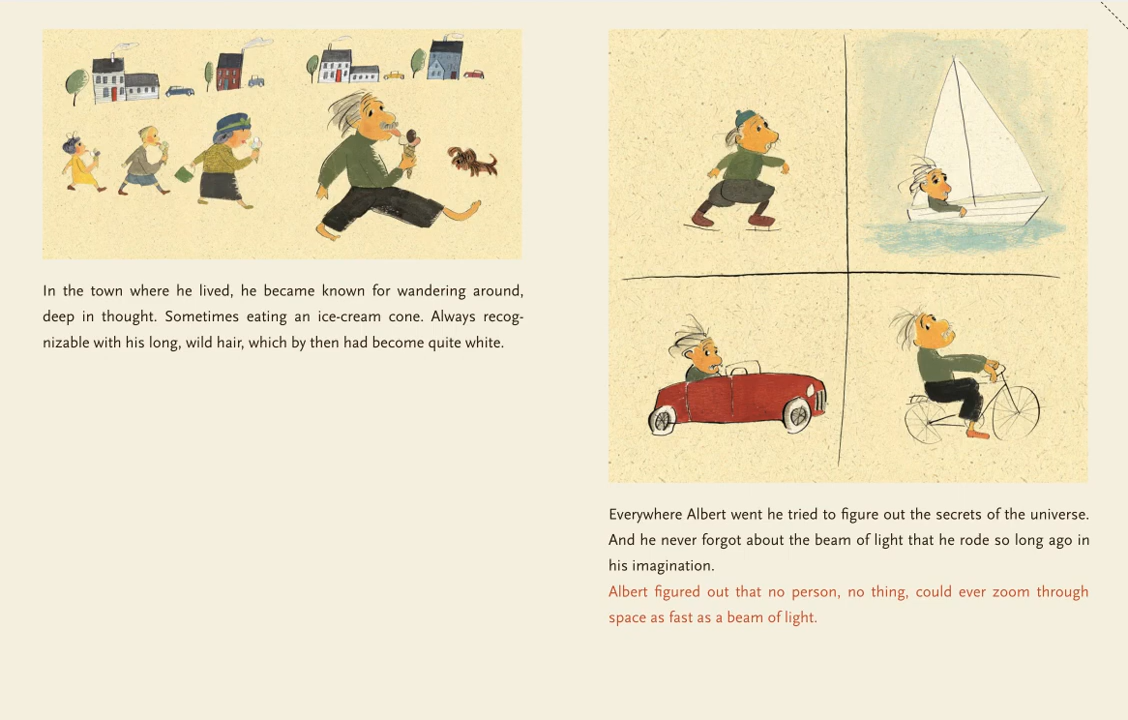 In the town where he lived, he became known for wandering around,
deep in thought. Sometimes eating an ice-cream cone. Always recog-
nizable with his long, wild hair, which by then had become quite white.
Everywhere Albert went he tried to figure out the secrets of the universe.
And he never forgot about the beam of light that he rode so long ago in
his imagination.
Albert figured out that no person, no thing, could ever zoom through
space as fast as a beam of light.